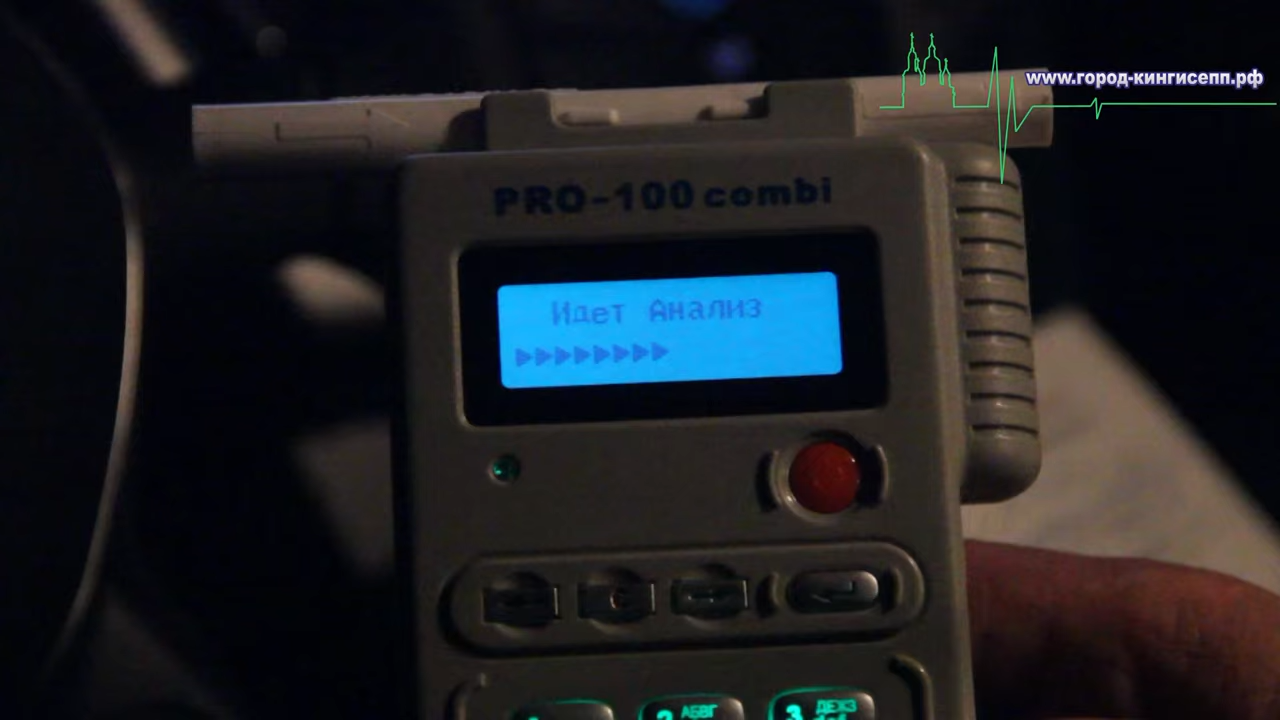 www.город-кингисепп.рф
PRO-100 combi
Идет Анализ
2 АБВГ
3 ДЕЖЗ